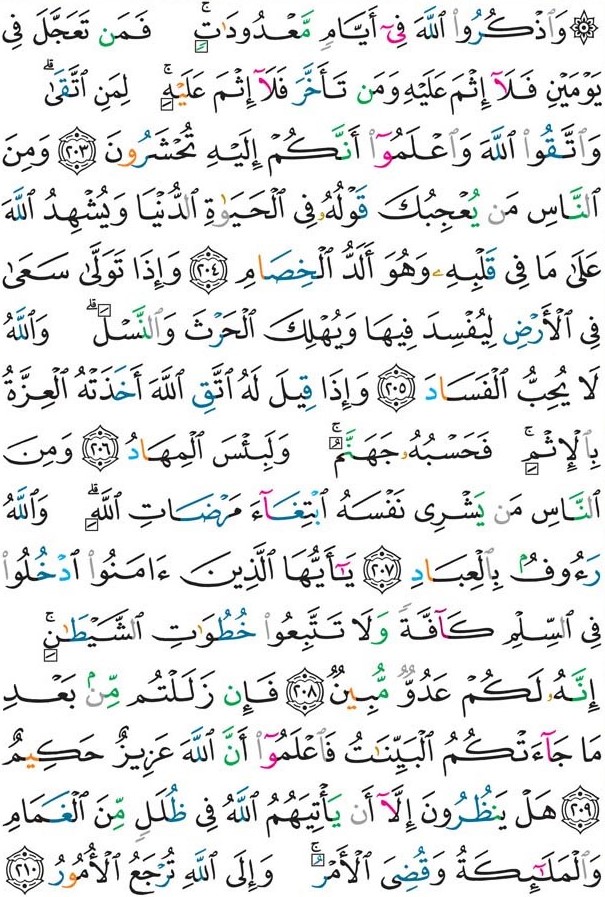 ۞ وَٱذْكُرُوا۟ ٱللَّهَ فِىٓ أَيَّامٍ مَّعْدُودَٰتٍ ۚ فَمَن تَعَجَّلَ فِى
يَوْمَيْنِ فَلَآ إِثْمَ عَلَيْهِ وَمَن تَأَخَّرَ فَلَآ إِثْمَ عَلَيْهِ ۚ لِمَنِ ٱتَّقَىٰ ۗ
وَٱتَّقُوا۟ ٱللَّهَ وَٱعْلَمُوٓا۟ أَنَّكُمْ إِلَيْهِ تُحْشَرُونَ ٢٠٣ وَمِنَ
ٱلنَّاسِ مَن يُعْجِبُكَ قَوْلُهُۥ فِى ٱلْحَيَوٰةِ ٱلدُّنْيَا وَيُشْهِدُ ٱللَّهَ
عَلَىٰ مَا فِى قَلْبِهِۦ وَهُوَ أَلَدُّ ٱلْخِصَامِ ٢٠٤ وَإِذَا تَوَلَّىٰ سَعَىٰ
فِى ٱلْأَرْضِ لِيُفْسِدَ فِيهَا وَيُهْلِكَ ٱلْحَرْثَ وَٱلنَّسْلَ ۗ وَٱللَّهُ
لَا يُحِبُّ ٱلْفَسَادَ ٢٠٥ وَإِذَا قِيلَ لَهُ ٱتَّقِ ٱللَّهَ أَخَذَتْهُ ٱلْعِزَّةُ
بِٱلْإِثْمِ ۚ فَحَسْبُهُۥ جَهَنَّمُ ۚ وَلَبِئْسَ ٱلْمِهَادُ ٢٠٦ وَمِنَ
ٱلنَّاسِ مَن يَشْرِى نَفْسَهُ ٱبْتِغَآءَ مَرْضَاتِ ٱللَّهِ ۗ وَٱللَّهُ
رَءُوفٌۢ بِٱلْعِبَادِ ٢٠٧ يَٰٓأَيُّهَا ٱلَّذِينَ ءَامَنُوا۟ ٱدْخُلُوا۟
فِى ٱلسِّلْمِ كَآفَّةً وَلَا تَتَّبِعُوا۟ خُطُوَٰتِ ٱلشَّيْطَٰنِ ۚ
إِنَّهُۥ لَكُمْ عَدُوٌّ مُّبِينٌ ٢٠٨ فَإِن زَلَلْتُم مِّنۢ بَعْدِ
مَا جَآءَتْكُمُ ٱلْبَيِّنَٰتُ فَٱعْلَمُوٓا۟ أَنَّ ٱللَّهَ عَزِيزٌ حَكِيمٌ
٢٠٩ هَلْ يَنظُرُونَ إِلَّآ أَن يَأْتِيَهُمُ ٱللَّهُ فِى ظُلَلٍ مِّنَ ٱلْغَمَامِ
وَٱلْمَلَٰٓئِكَةُ وَقُضِىَ ٱلْأَمْرُ ۚ وَإِلَى ٱللَّهِ تُرْجَعُ ٱلْأُمُورُ ٢١٠